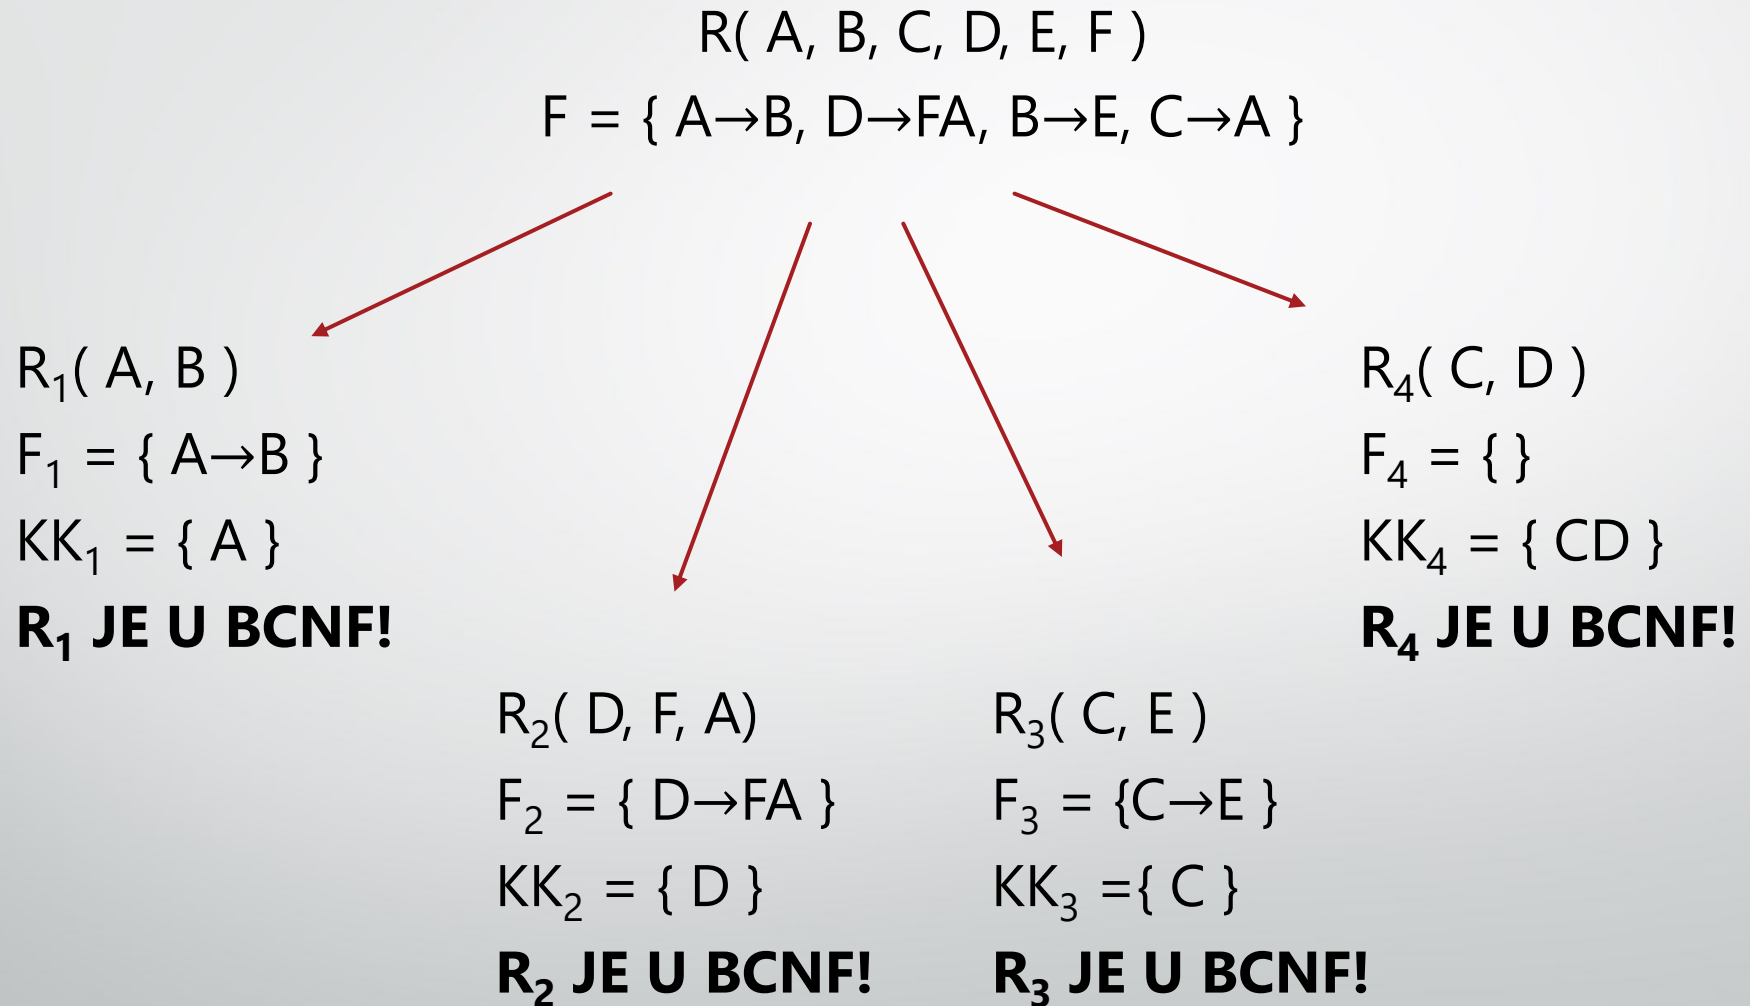 R( A, B, C, D, E, F )
F = { A→B, D→FA, B→E, C→A }
R₁( A, B )
F₁ = { A→B }
KK₁ = { A }
R₁ JE U BCNF!
R₂( D, F, A)
F₂ = { D→FA }
KK₂ = { D }
R₂ JE U BCNF!
R₃( C, E )
F₃ = {C→E }
KK₃ ={ C }
R₃ JE U BCNF!
R₄( C, D )
F₄ = { }
KK₄ = { CD }
R₄ JE U BCNF!